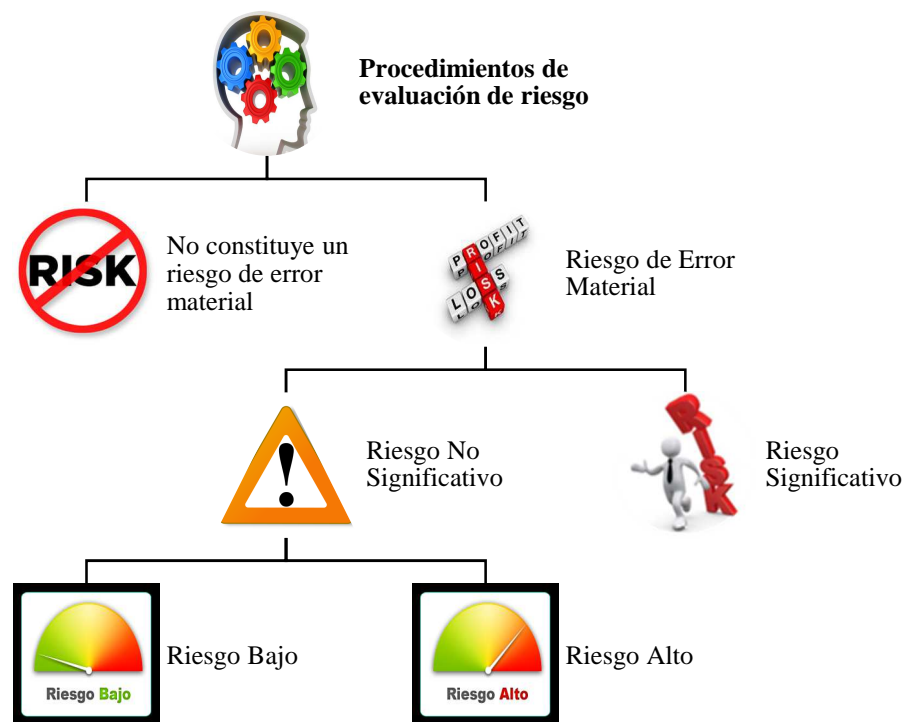 Procedimientos de
evaluación de riesgo
RISK
No constituye un
riesgo de error
material
PROFIT
RISK
LOSS
Riesgo de Error
Material
Riesgo No
Significativo
RISK
Riesgo
Significativo
Riesgo Bajo
Riesgo Bajo
Riesgo Alto
Riesgo Alto